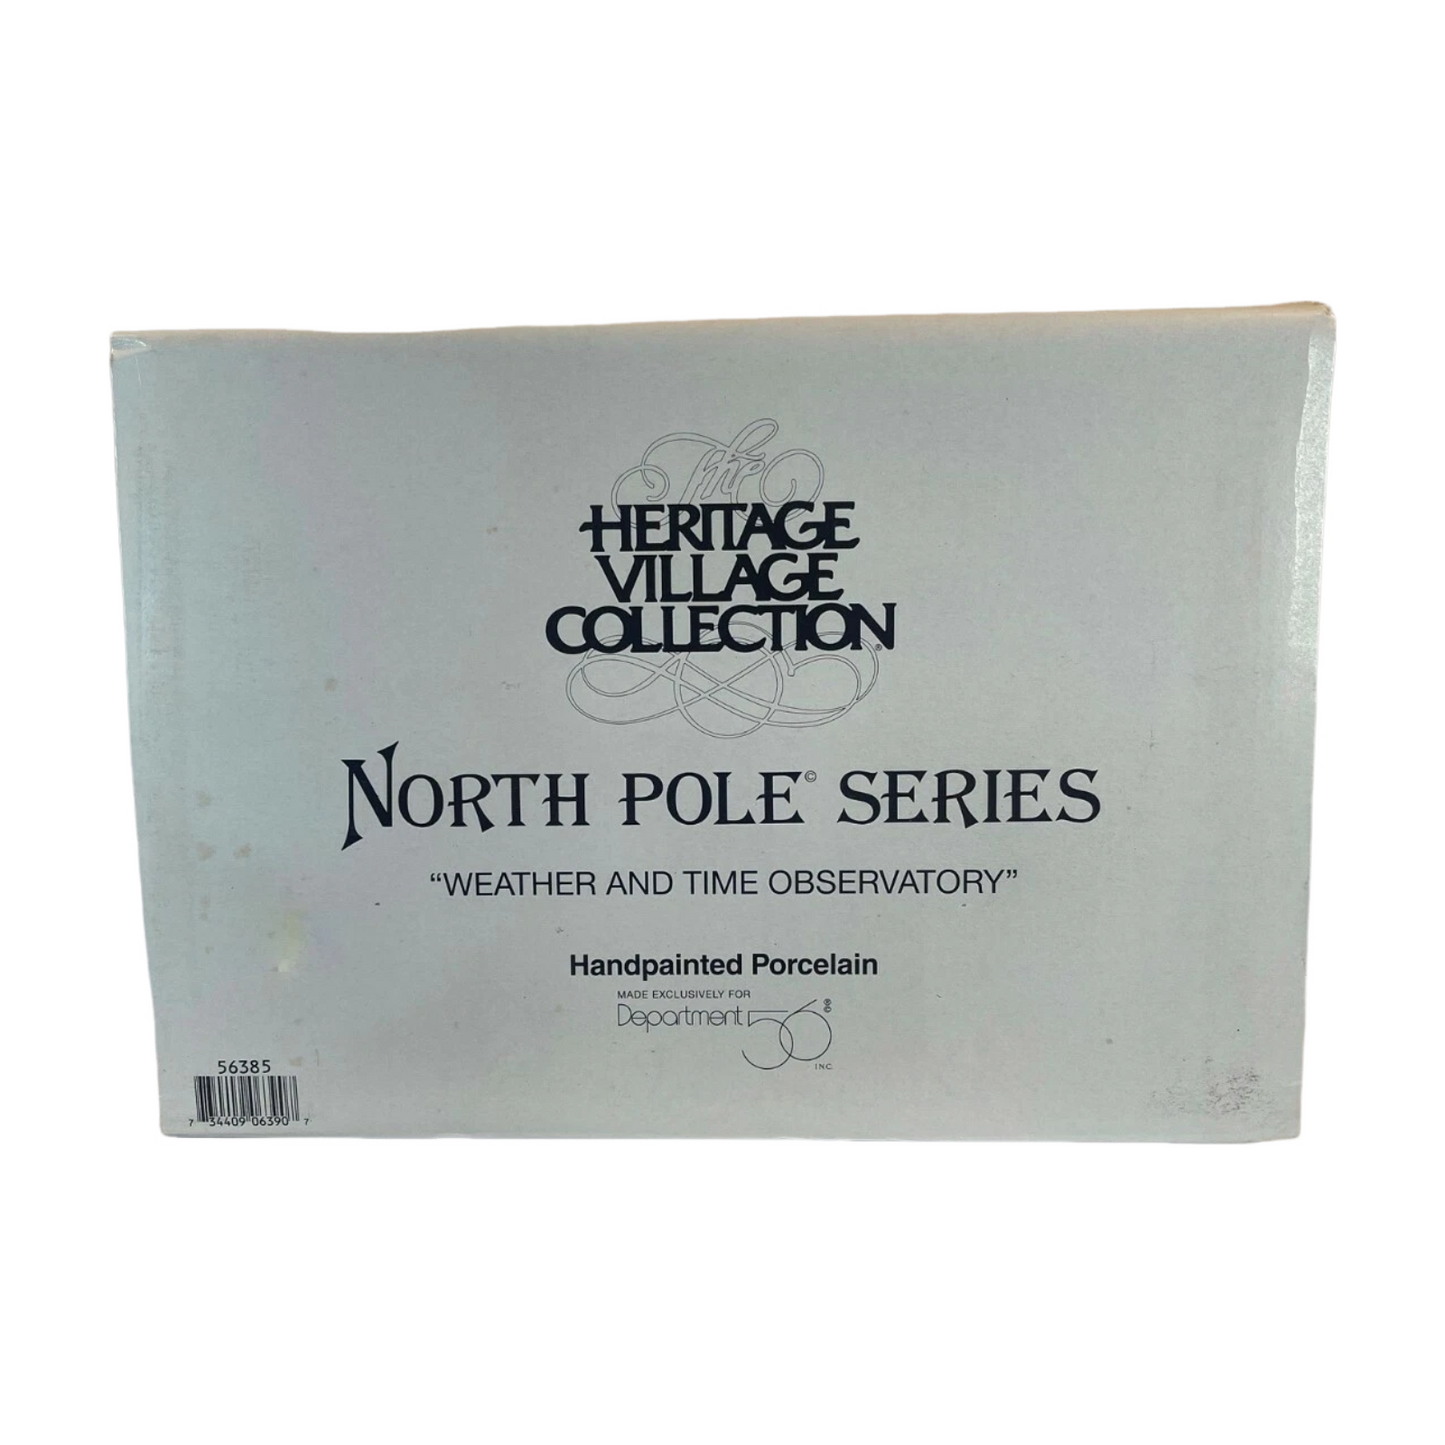 The
HERITAGE
VILLAGE
COLLECTION®
NORTH POLE© SERIES
“WEATHER AND TIME OBSERVATORY”
Handpainted Porcelain
MADE EXCLUSIVELY FOR
Department 56 ®©
INC.
56385
7 34409 06390 7